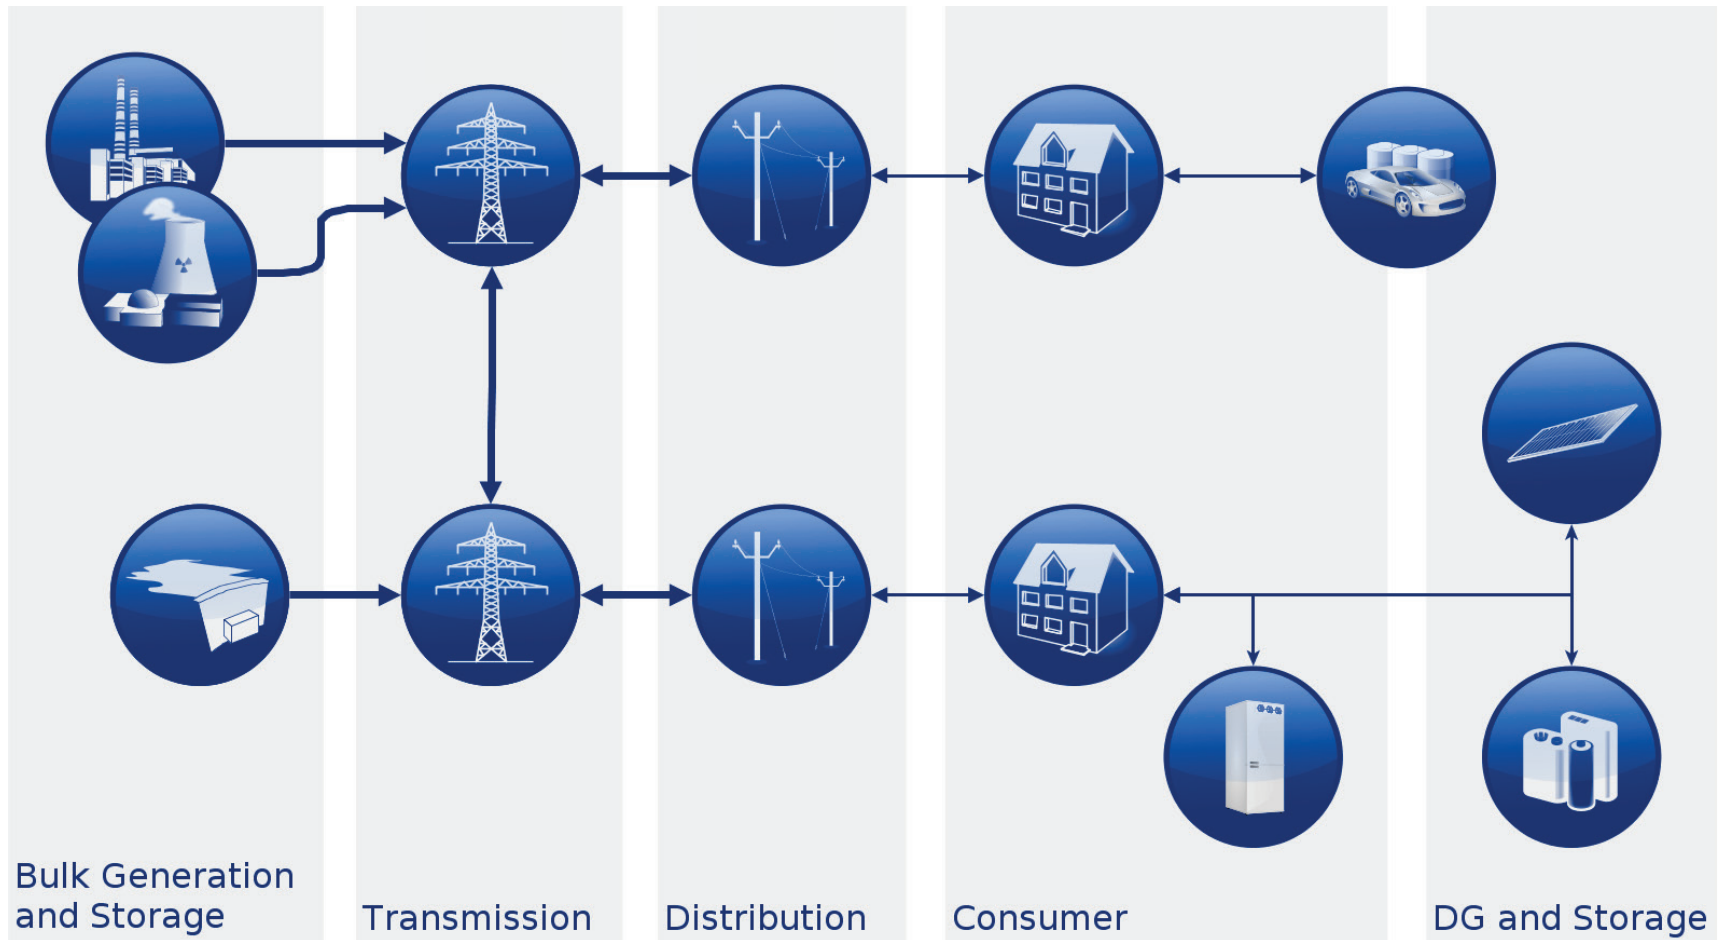 Bulk Generation
and Storage
Transmission
Distribution
Consumer
DG and Storage